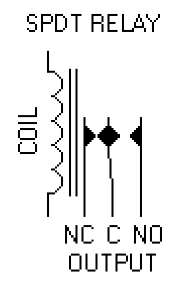 SPDT RELAY
COIL
NC C NO
OUTPUT